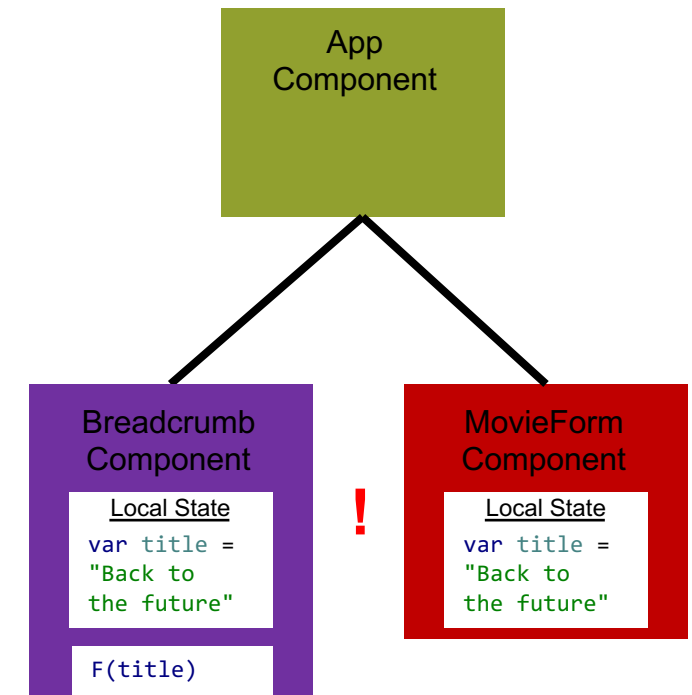 App
Component
Breadcrumb
Component
Local State
var title =
"Back to
the future"
F(title)
!
MovieForm
Component
Local State
var title =
"Back to
the future"